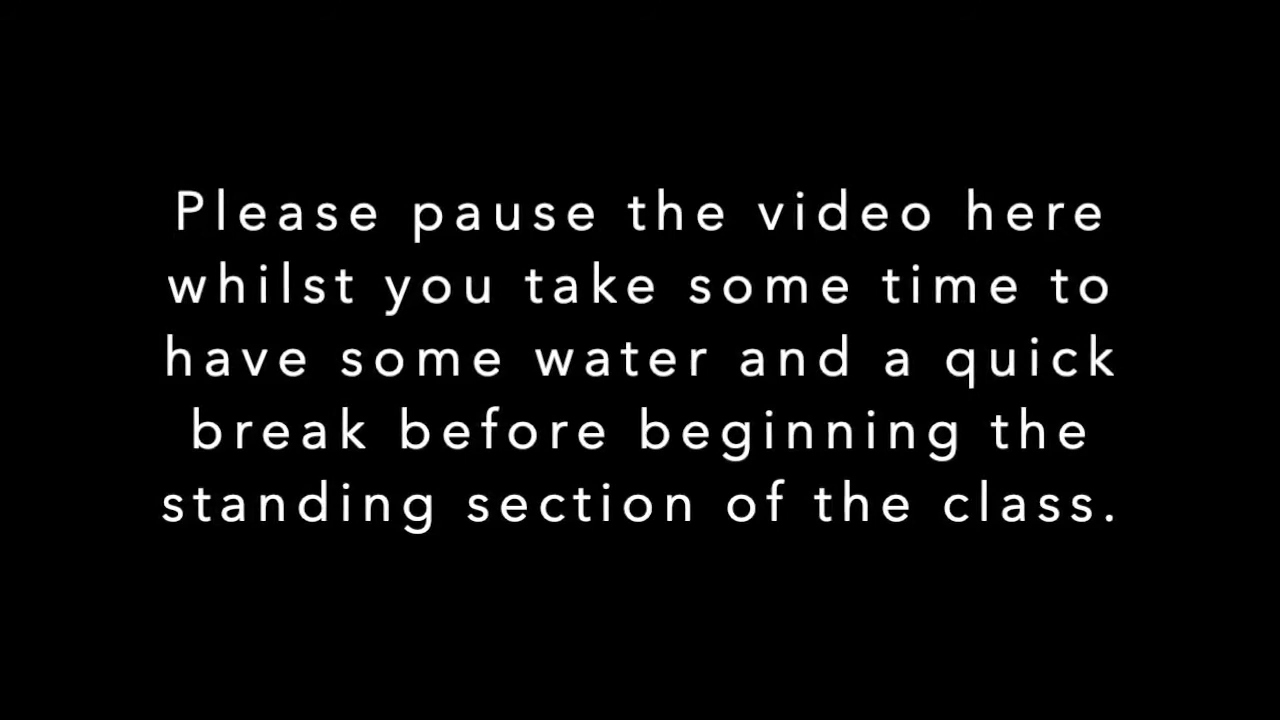 Please pause the video here
whilst you take some time to
have some water and a quick
break before beginning the
standing section of the class.